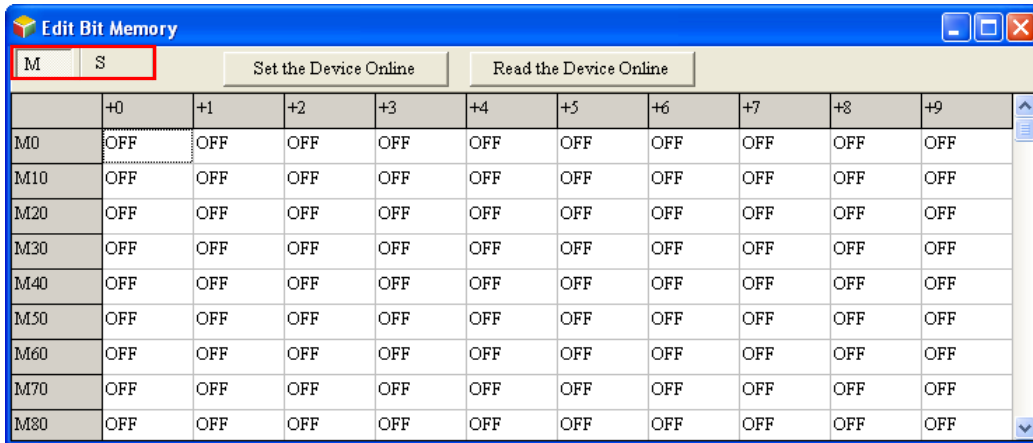 Edit Bit Memory
M S Set the Device Online Read the Device Online
+0 +1 +2 +3 +4 +5 +6 +7 +8 +9
M0 OFF OFF OFF OFF OFF OFF OFF OFF OFF OFF
M10 OFF OFF OFF OFF OFF OFF OFF OFF OFF OFF
M20 OFF OFF OFF OFF OFF OFF OFF OFF OFF OFF
M30 OFF OFF OFF OFF OFF OFF OFF OFF OFF OFF
M40 OFF OFF OFF OFF OFF OFF OFF OFF OFF OFF
M50 OFF OFF OFF OFF OFF OFF OFF OFF OFF OFF
M60 OFF OFF OFF OFF OFF OFF OFF OFF OFF OFF
M70 OFF OFF OFF OFF OFF OFF OFF OFF OFF OFF
M80 OFF OFF OFF OFF OFF OFF OFF OFF OFF OFF